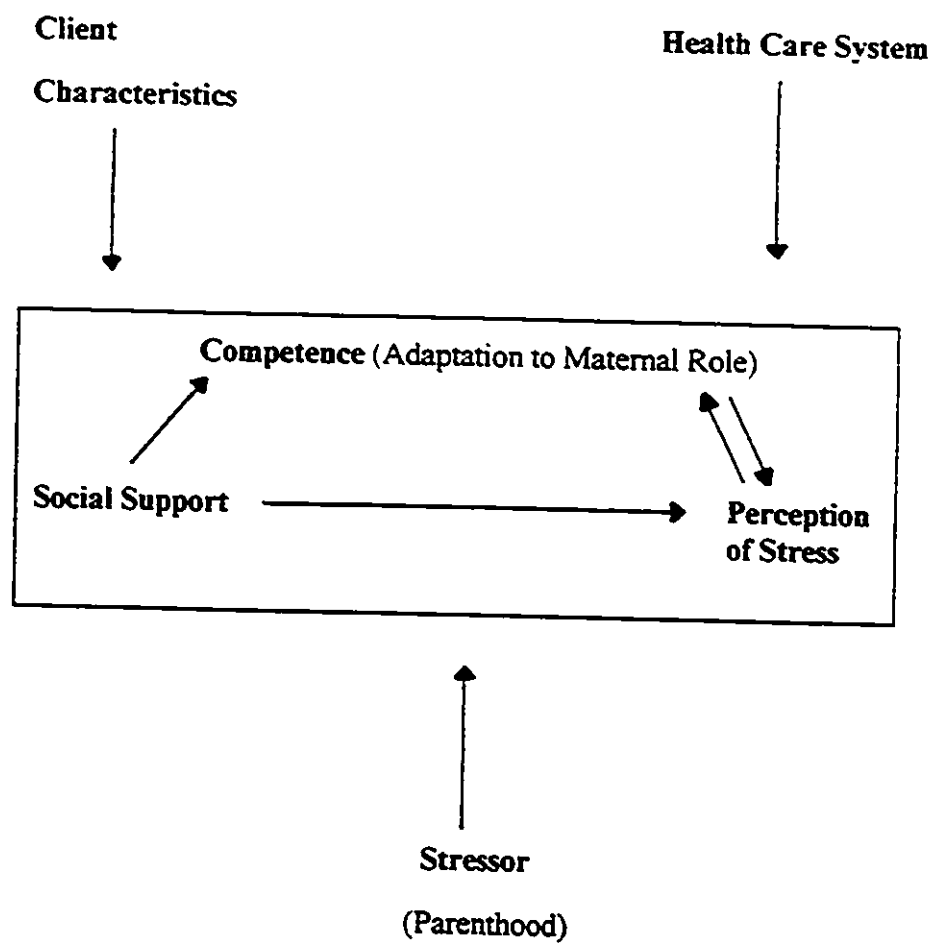 Client
Characteristics
Health Care System
Competence (Adaptation to Maternal Role)
Social Support
Perception
of Stress
Stressor
(Parenthood)